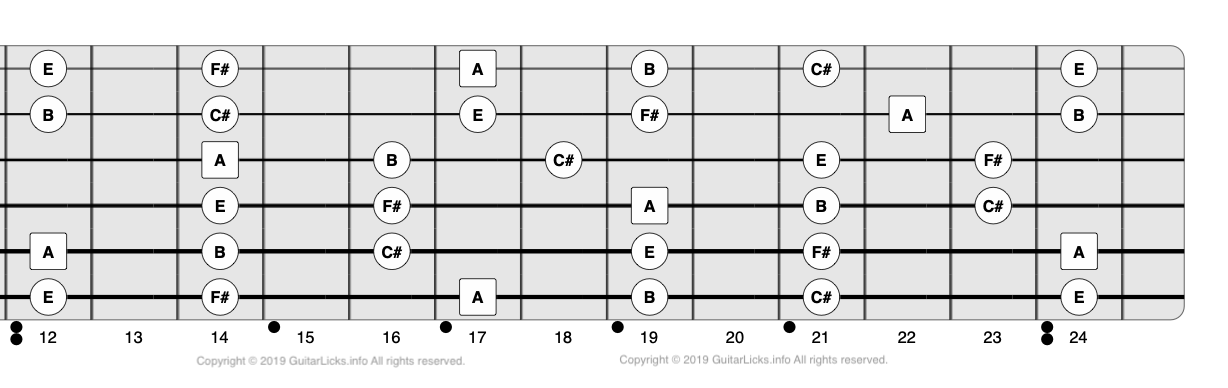 E F# A B C# E
B C# E F# A B
A B C# E F#
E F# A B C#
A B C# E F# A
E F# A B C# E
12 13 14 15 16 17 18 19 20 21 22 23 24
Copyright © 2019 GuitarLicks.info All rights reserved. Copyright © 2019 GuitarLicks.info All rights reserved.